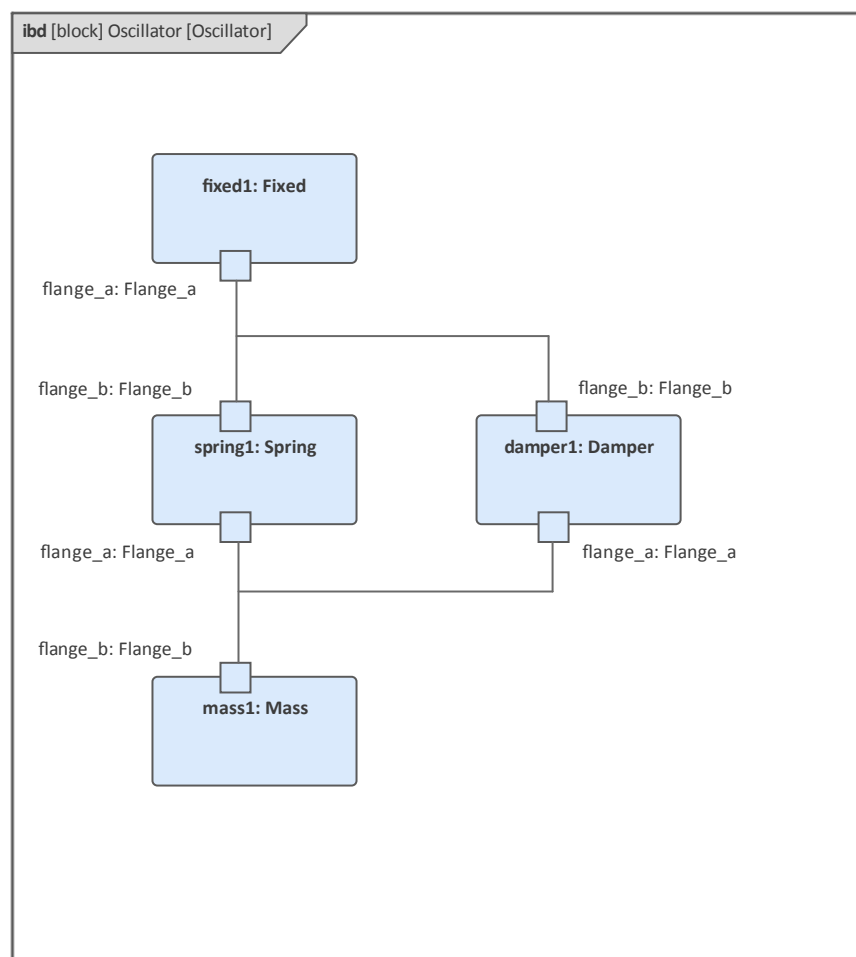 ibd [block] Oscillator [Oscillator]
fixed1: Fixed
flange_a: Flange_a
flange_b: Flange_b
flange_b: Flange_b
spring1: Spring
damper1: Damper
flange_a: Flange_a
flange_a: Flange_a
flange_b: Flange_b
mass1: Mass